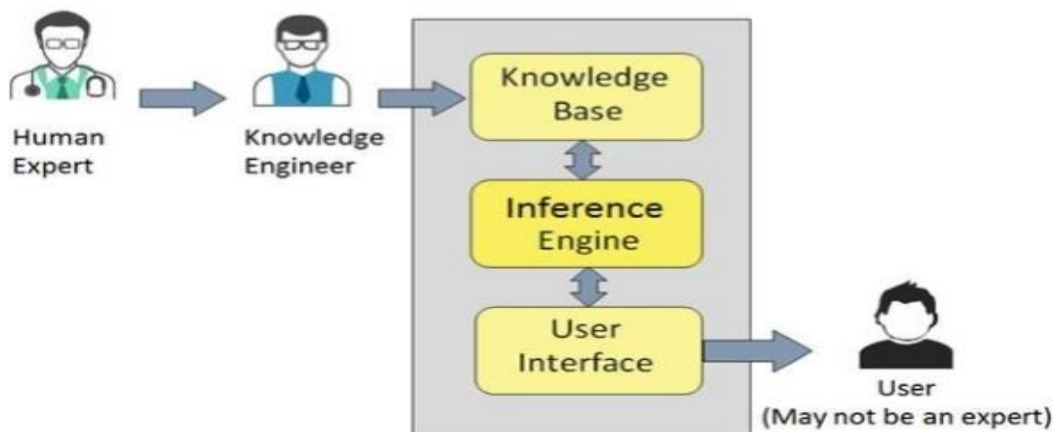 Human
Expert
Knowledge
Engineer
Knowledge
Base
Inference
Engine
User
Interface
User
(May not be an expert)